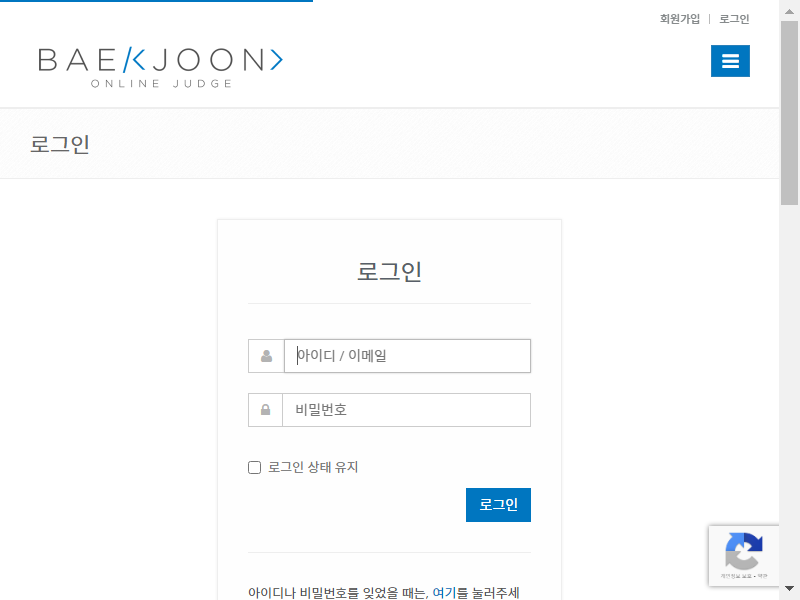 회원가입 | 로그인
BAEKJOON>
ONLINE JUDGE
로그인
로그인
아이디 / 이메일
비밀번호
로그인 상태 유지
로그인
개인정보 보호 • 약관
아이디나 비밀번호를 잊었을 때는, 여기를 눌러주세